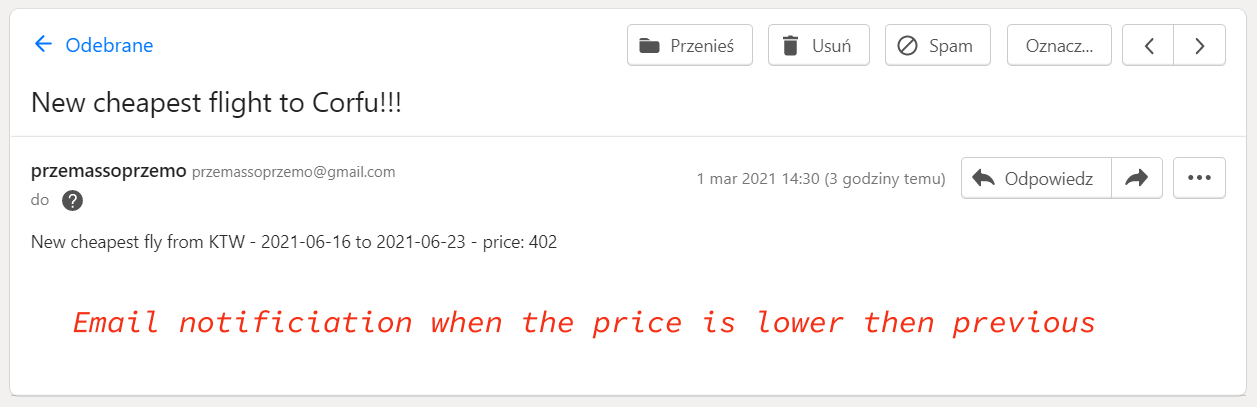 Odebrane
Przenieś
Usuń
Spam
Oznacz...
New cheapest flight to Corfu!!!
przemassoprzemo przemassoprzemo@gmail.com
1 mar 2021 14:30 (3 godziny temu)
Odpowiedz
do ?
New cheapest fly from KTW - 2021-06-16 to 2021-06-23 - price: 402
Email notificiation when the price is lower then previous